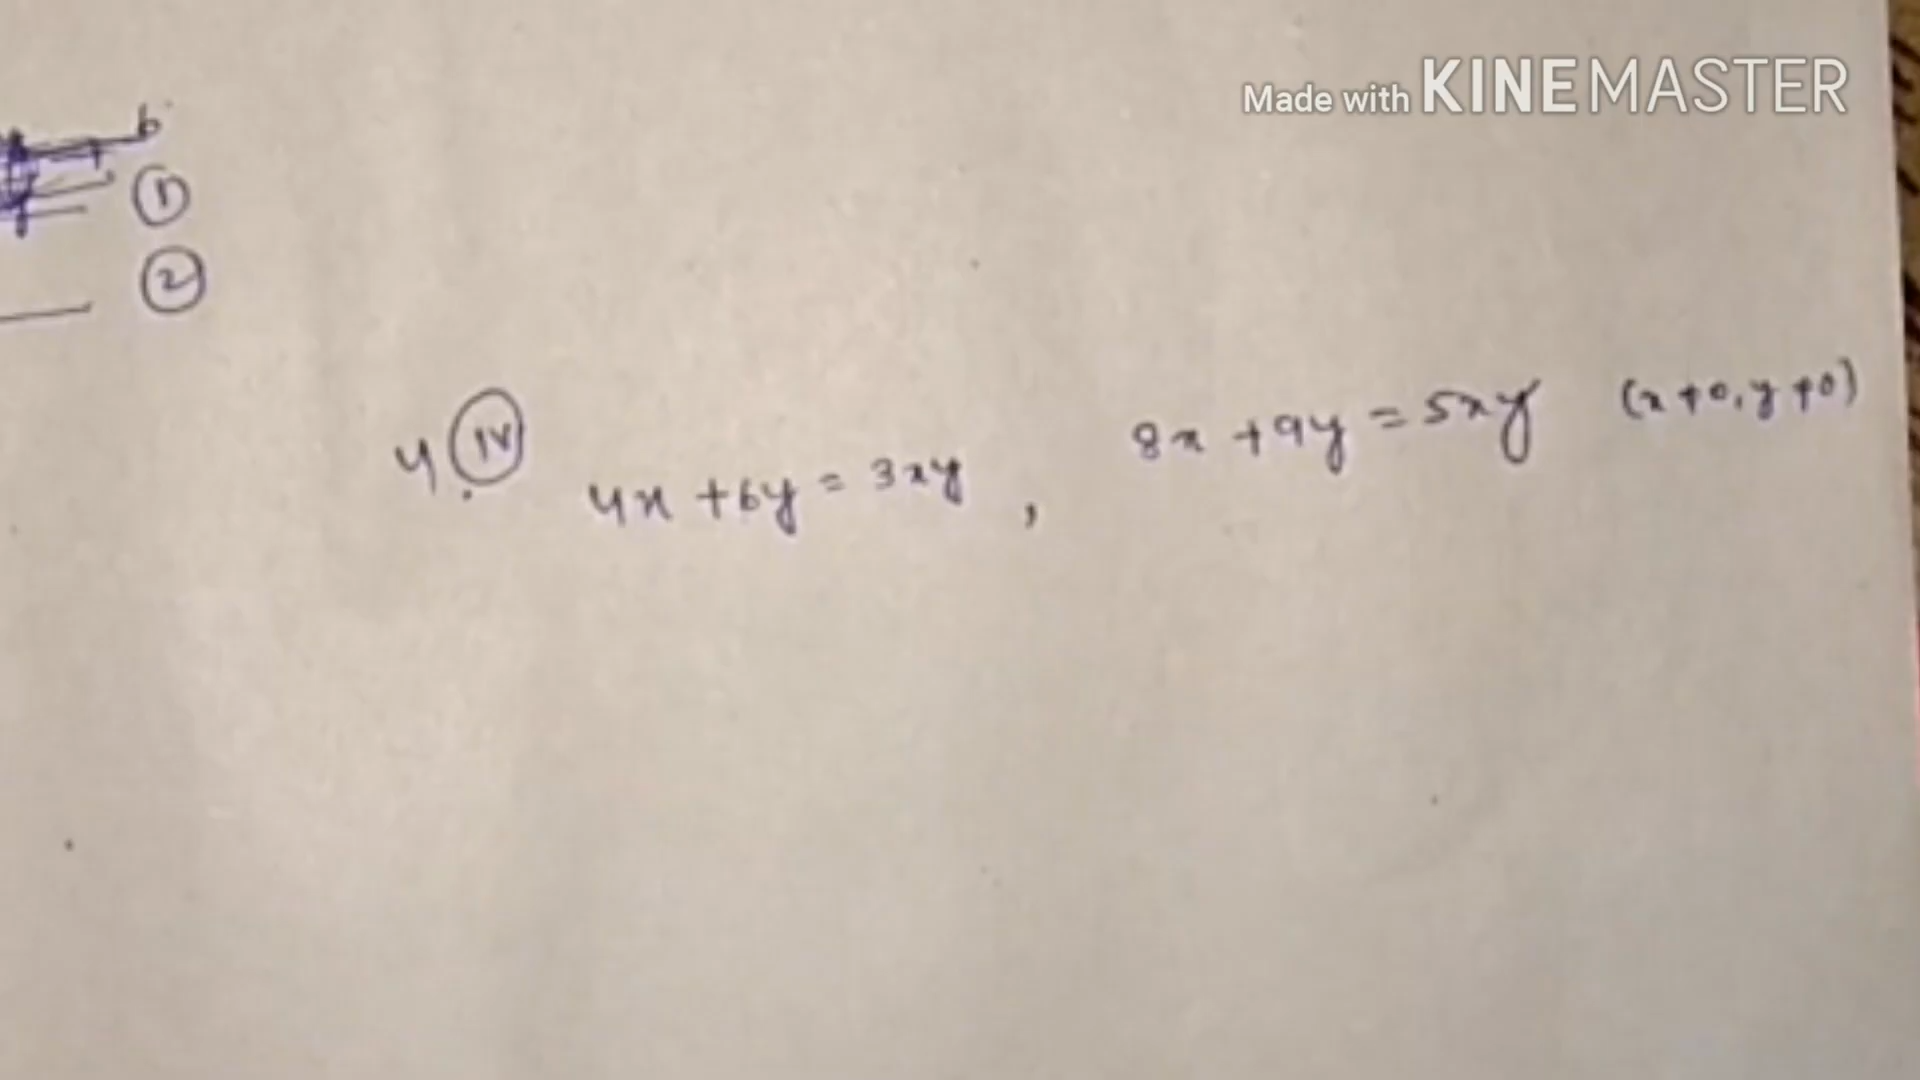 Made with KINEMASTER
b
①
②
4 (iv) 4x + 6y = 3xy , 8x + 9y = 5xy (x ≠ 0, y ≠ 0)